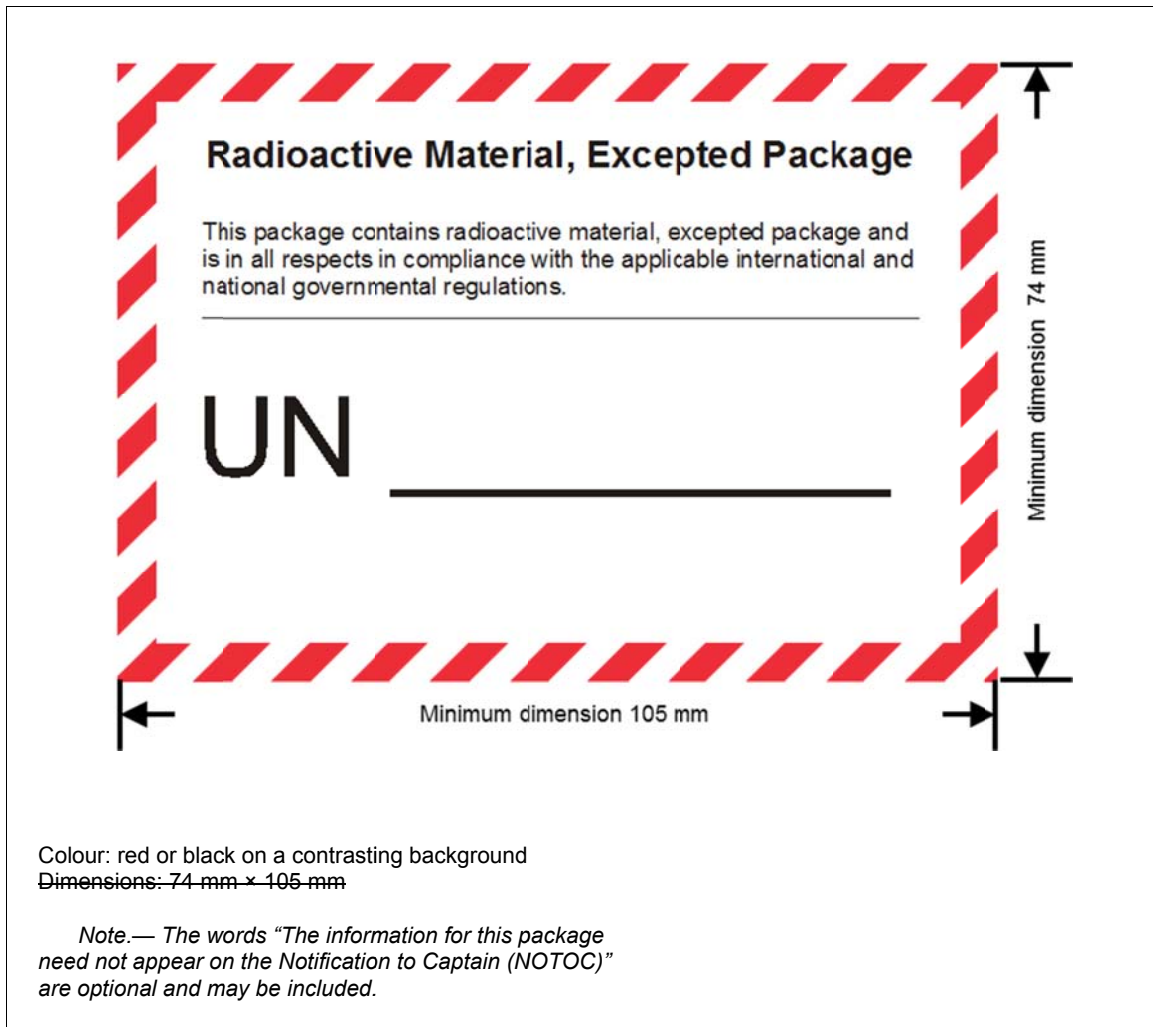 Radioactive Material, Excepted Package
This package contains radioactive material, excepted package and
is in all respects in compliance with the applicable international and
national governmental regulations.
UN
Minimum dimension 74 mm
Minimum dimension 105 mm
Colour: red or black on a contrasting background
Dimensions: 74 mm × 105 mm
Note.— The words “The information for this package
need not appear on the Notification to Captain (NOTOC)”
are optional and may be included.